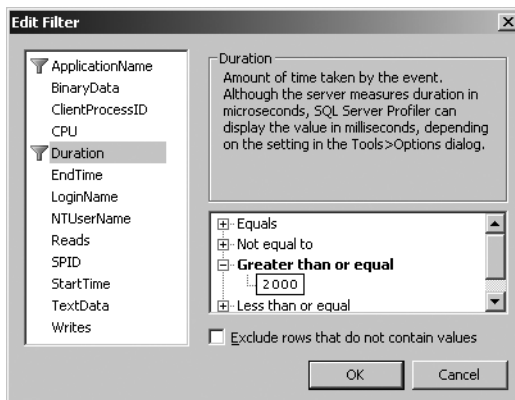 Edit Filter
ApplicationName
BinaryData
ClientProcessID
CPU
Duration
EndTime
LoginName
NTUserName
Reads
SPID
StartTime
TextData
Writes
Duration
Amount of time taken by the event.
Although the server measures duration in
microseconds, SQL Server Profiler can
display the value in milliseconds, depending
on the setting in the Tools>Options dialog.
Equals
Not equal to
Greater than or equal
2000
Less than or equal
Exclude rows that do not contain values
OK
Cancel